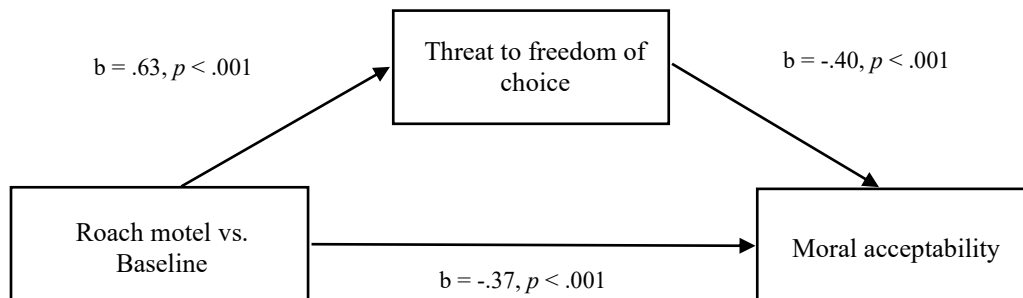 Threat to freedom of
choice
b = .63, p < .001
b = -.40, p < .001
Roach motel vs.
Baseline
Moral acceptability
b = -.37, p < .001